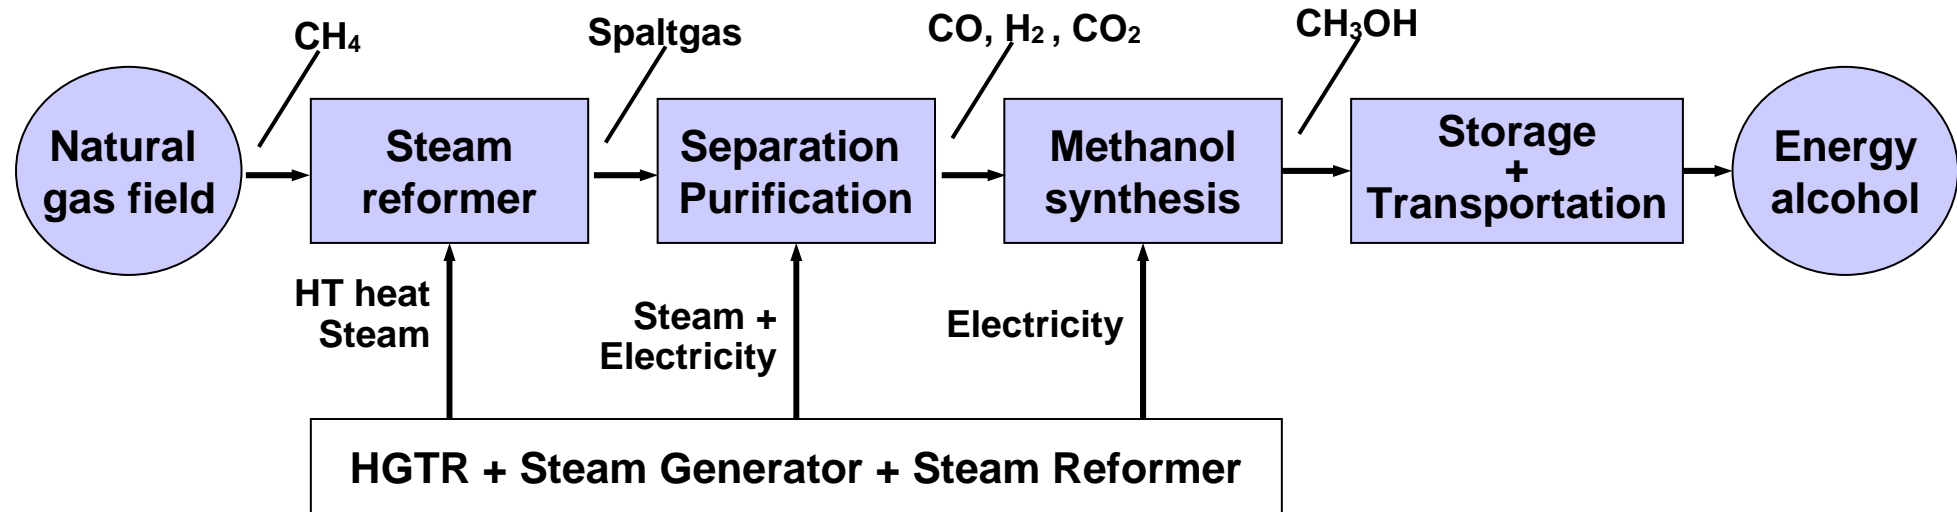 CH₄
Spaltgas
CO, H₂ , CO₂
CH₃OH
Natural
gas field
Steam
reformer
Separation
Purification
Methanol
synthesis
Storage
+
Transportation
Energy
alcohol
HT heat
Steam
Steam +
Electricity
Electricity
HGTR + Steam Generator + Steam Reformer